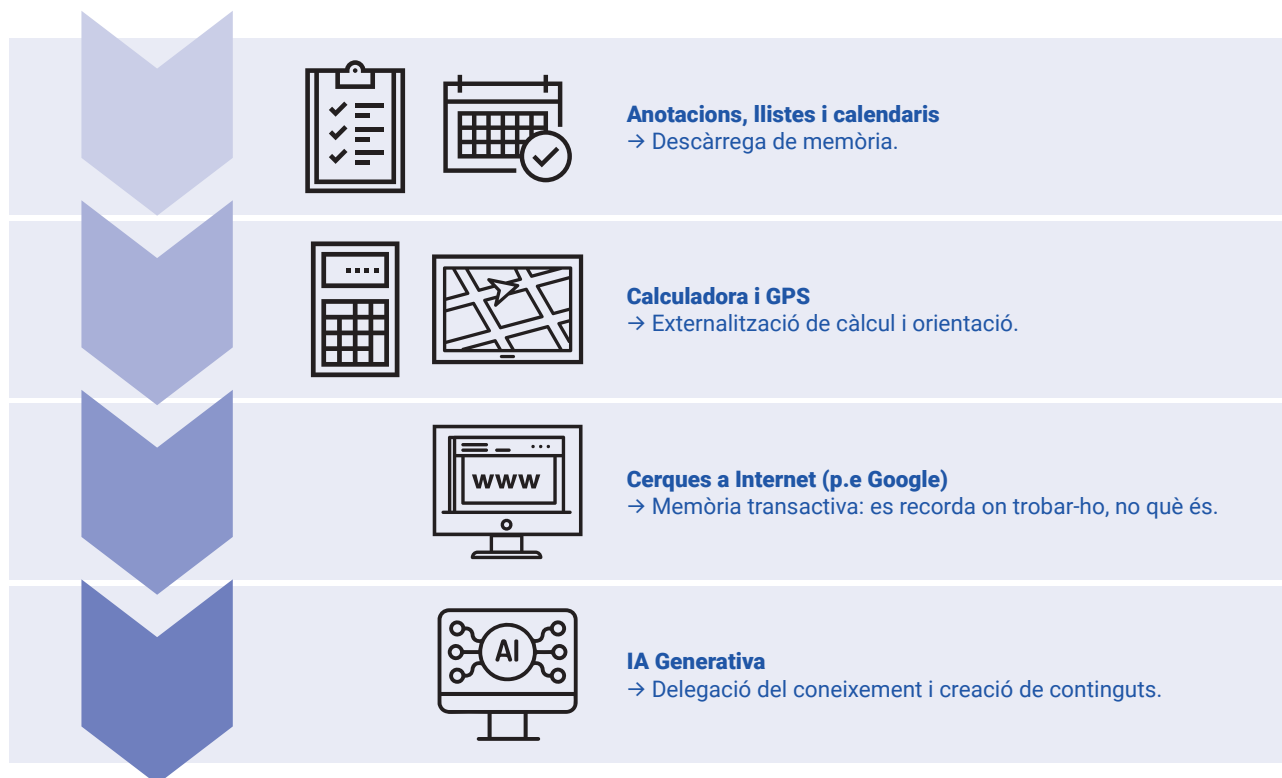 Anotacions, llistes i calendaris
→ Descàrrega de memòria.
Calculadora i GPS
→ Externalització de càlcul i orientació.
WWW
Cerques a Internet (p.e Google)
→ Memòria transactiva: es recorda on trobar-ho, no què és.
AI
IA Generativa
→ Delegació del coneixement i creació de continguts.